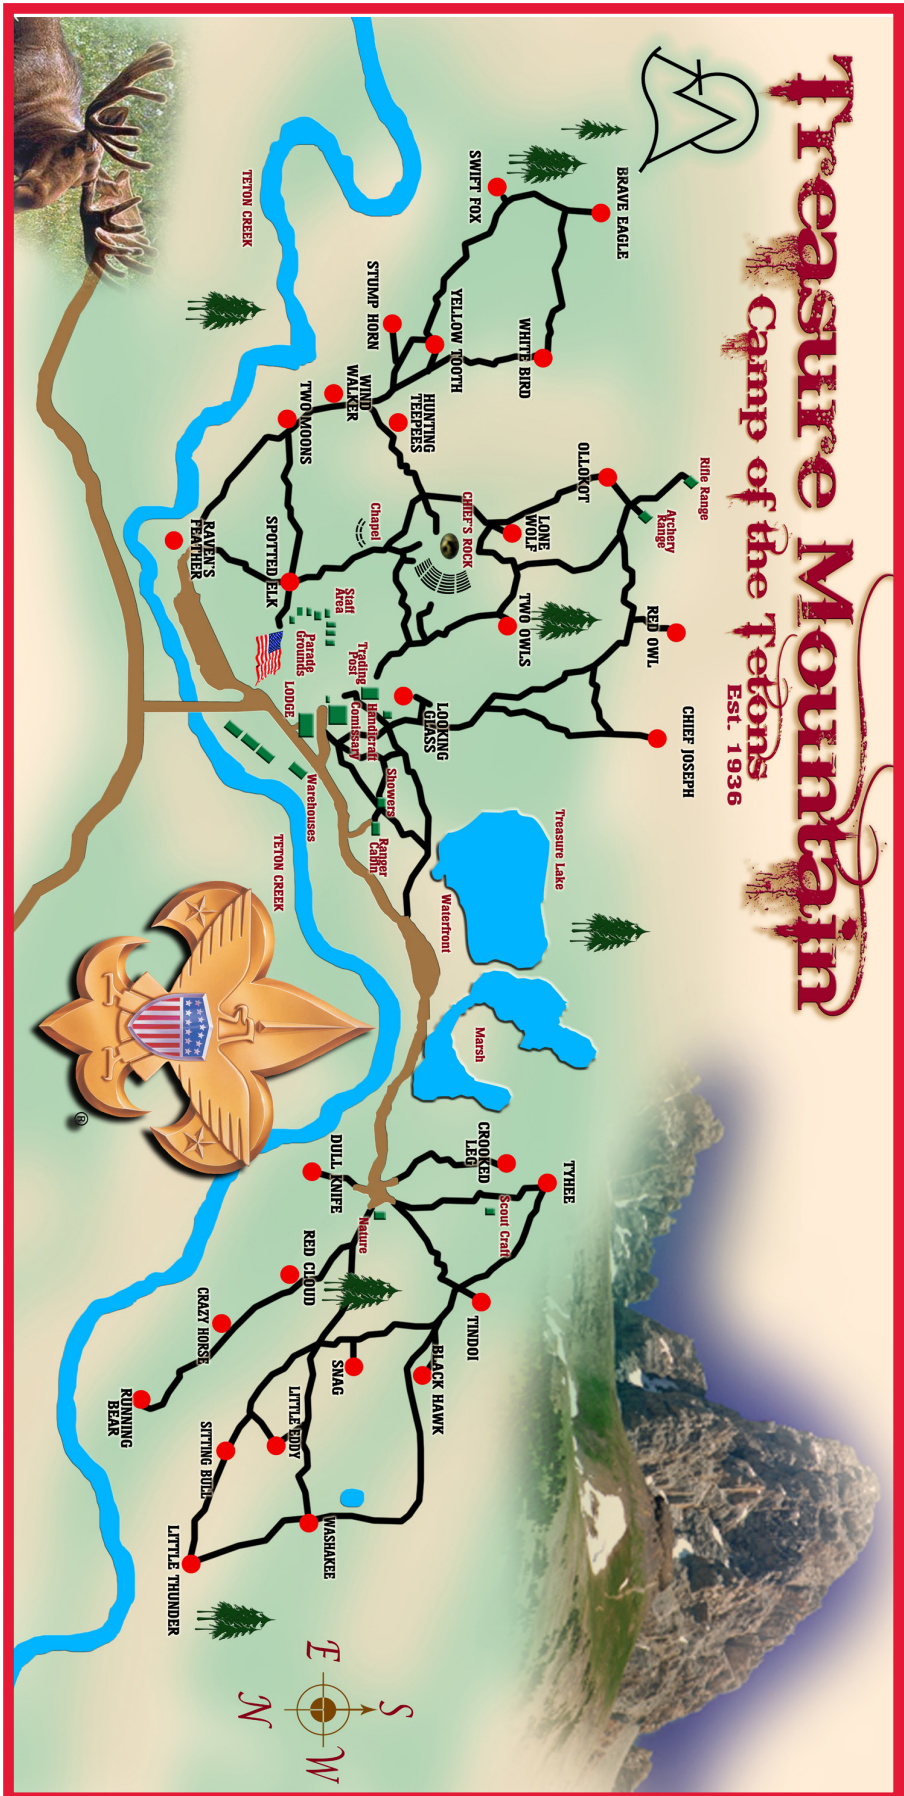 Treasure Mountain
Camp of the Tetons
Est. 1936
BRAVE EAGLE
SWIFT FOX
TETON CREEK
STUMP HORN
YELLOW TOOTH
WHITE BIRD
WIND
WALKER
HUNTING
TEEPEES
TWO MOONS
OLLOKOT
Rifle Range
Archery
Range
CHIEF'S ROCK
LONE
WOLF
Chapel
RAVEN'S
FEATHER
SPOTTED ELK
Staff
Area
Parade
Grounds
TWO OWLS
RED OWL
CHIEF JOSEPH
Trading
Post
LODGE
Handicraft
Comissary
LOOKING
GLASS
Showers
Warehouses
Ranger
Cabin
TETON CREEK
Treasure Lake
Waterfront
Marsh
®
CROOKED
LEG
TYHEE
DULL KNIFE
Scout Craft
Nature
RED CLOUD
CRAZY HORSE
TINDOI
BLACK HAWK
SNAG
RUNNING
BEAR
LITTLE EDDY
SITTING BULL
WASHAKEE
LITTLE THUNDER
S
E
W
N